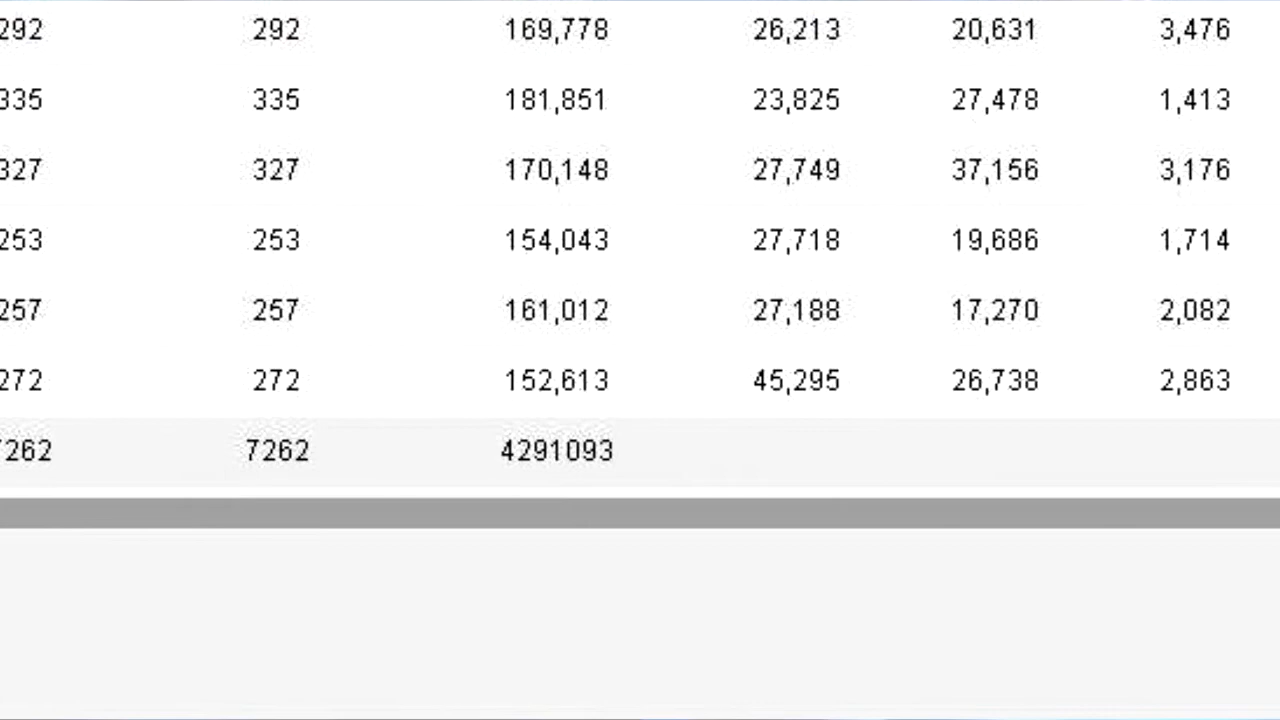 292 292 169,778 26,213 20,631 3,476
335 335 181,851 23,825 27,478 1,413
327 327 170,148 27,749 37,156 3,176
253 253 154,043 27,718 19,686 1,714
257 257 161,012 27,188 17,270 2,082
272 272 152,613 45,295 26,738 2,863
7262 7262 4291093